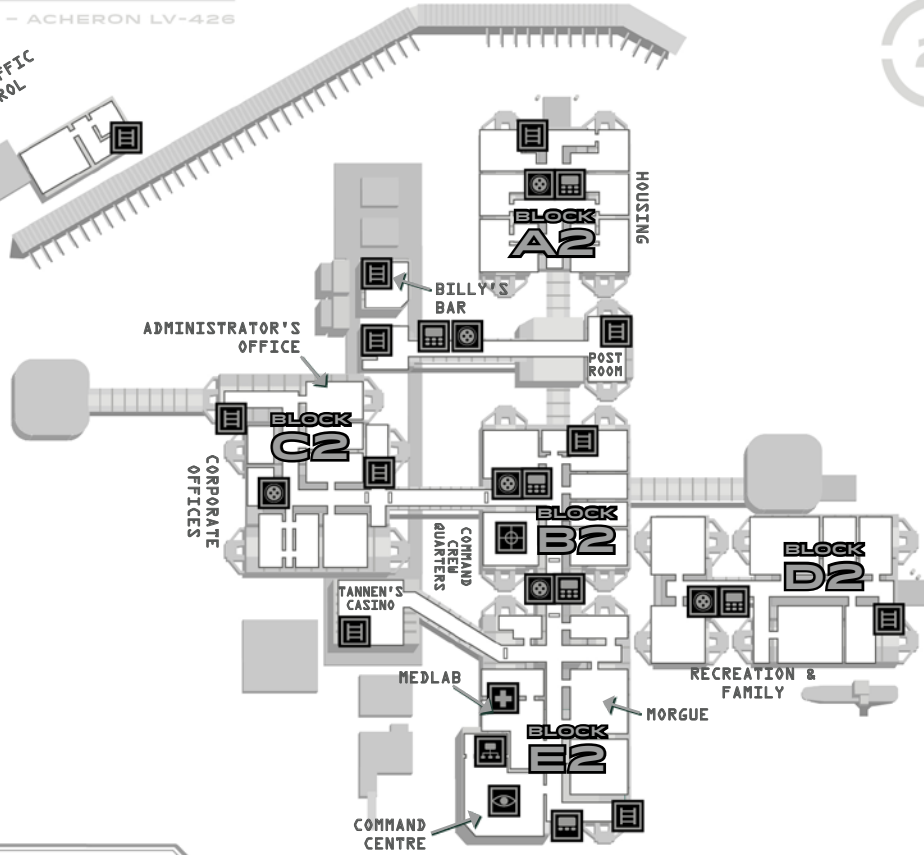 – ACHERON LV-426
HOUSING
BLOCK
A2
BILLY'S
BAR
ADMINISTRATOR'S
OFFICE
POST
ROOM
BLOCK
C2
CORPORATE
OFFICES
COMMAND
CREW
QUARTERS
BLOCK
B2
BLOCK
D2
TANNEN'S
CASINO
RECREATION &
FAMILY
MEDLAB
MORGUE
BLOCK
E2
COMMAND
CENTRE